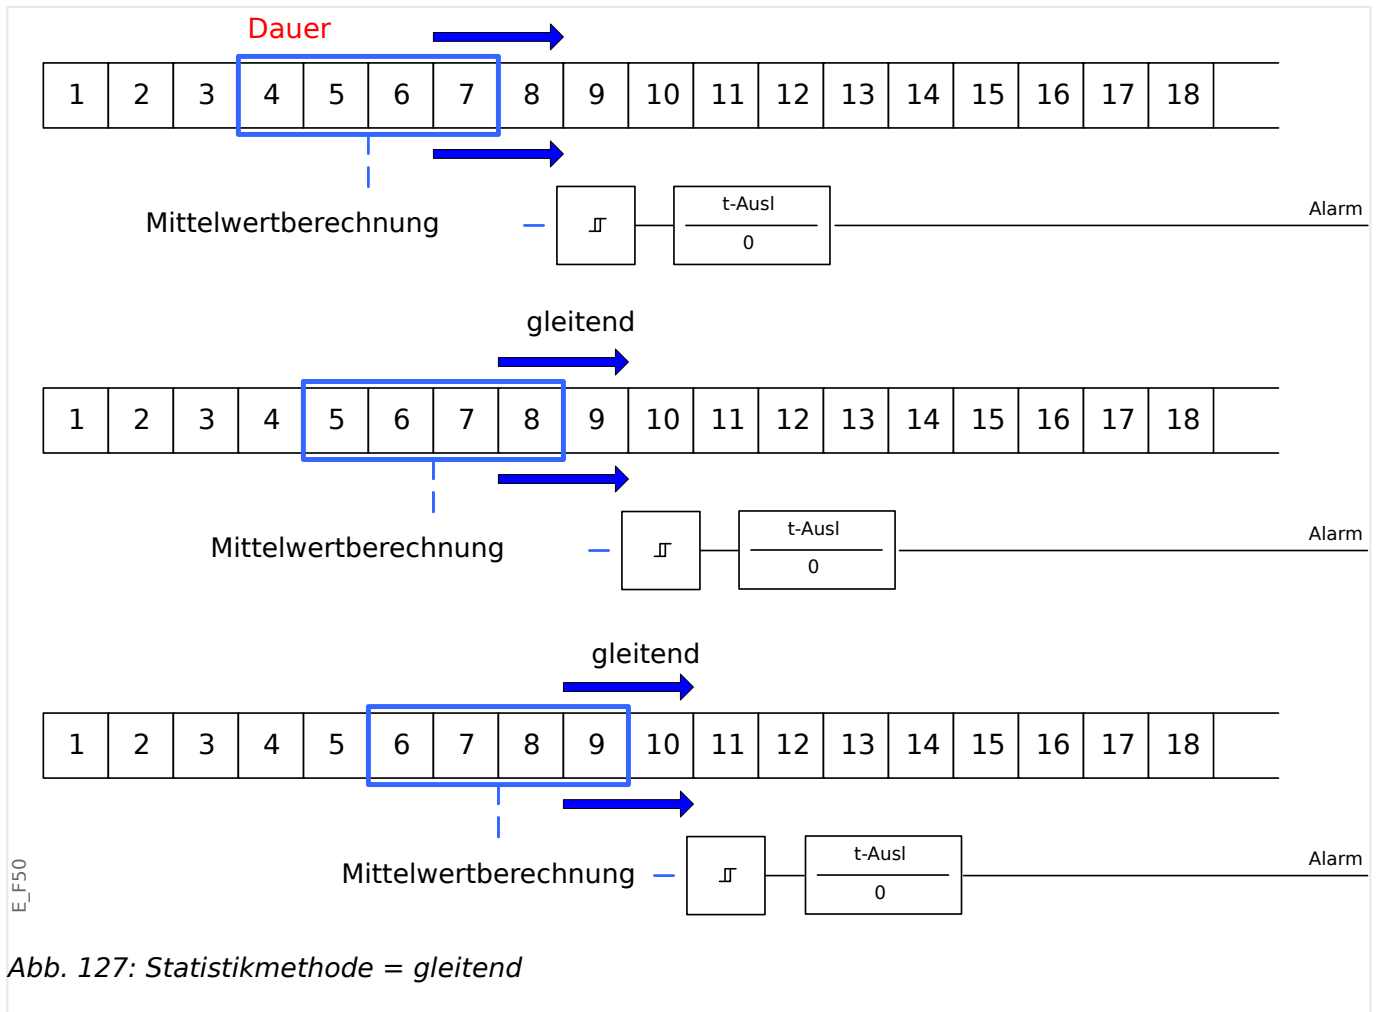 Dauer
1 2 3 4 5 6 7 8 9 10 11 12 13 14 15 16 17 18
t-Ausl
Alarm
Mittelwertberechnung
0
gleitend
1 2 3 4 5 6 7 8 9 10 11 12 13 14 15 16 17 18
t-Ausl
Alarm
Mittelwertberechnung
0
gleitend
1 2 3 4 5 6 7 8 9 10 11 12 13 14 15 16 17 18
t-Ausl
Alarm
Mittelwertberechnung
0
E_F50
Abb. 127: Statistikmethode = gleitend